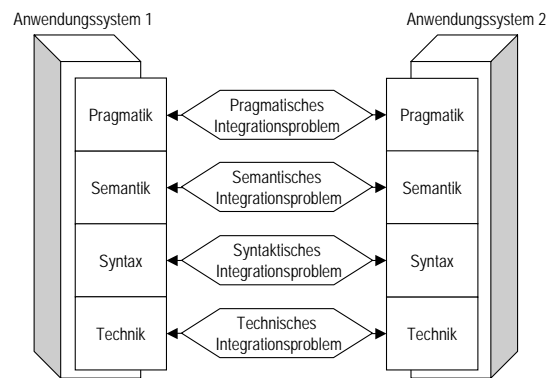 Anwendungssystem 1
Anwendungssystem 2
Pragmatik
Pragmatisches
Integrationsproblem
Pragmatik
Semantik
Semantisches
Integrationsproblem
Semantik
Syntax
Syntaktisches
Integrationsproblem
Syntax
Technik
Technisches
Integrationsproblem
Technik